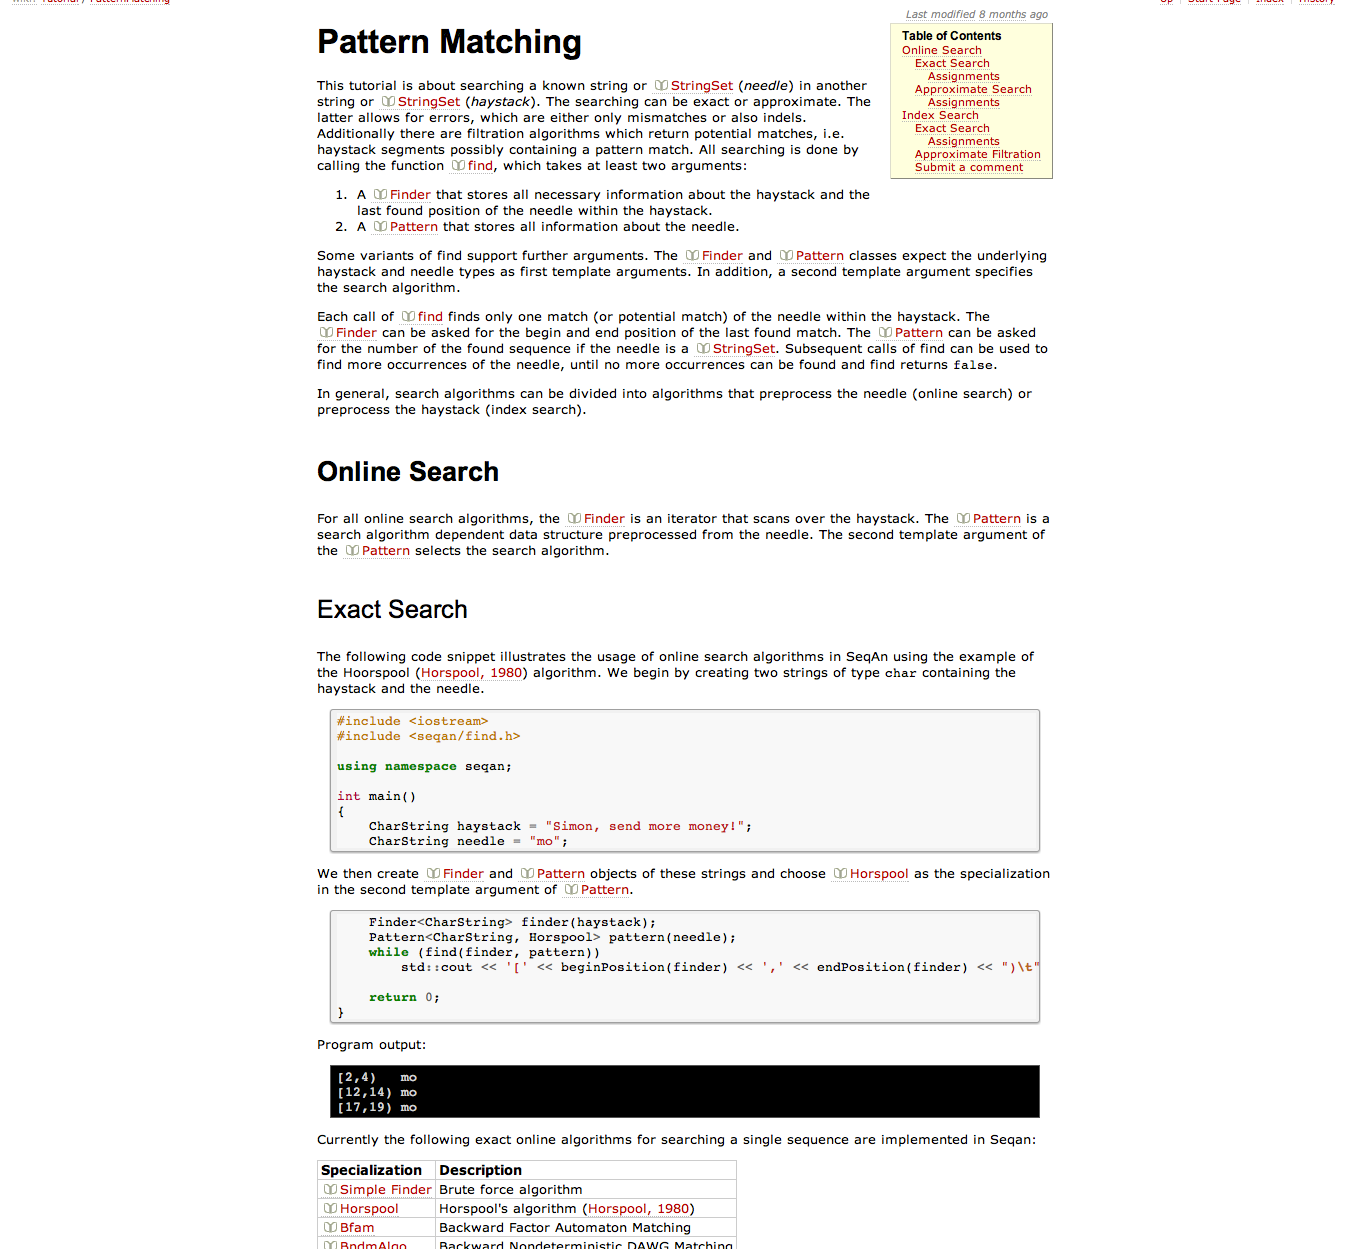 with Tutorial / PatternMatching
Up | Start Page | Index | History
Last modified 8 months ago
Pattern Matching
Table of Contents
Online Search
Exact Search
Assignments
Approximate Search
Assignments
Index Search
Exact Search
Assignments
Approximate Filtration
Submit a comment
This tutorial is about searching a known string or StringSet (needle) in another
string or StringSet (haystack). The searching can be exact or approximate. The
latter allows for errors, which are either only mismatches or also indels.
Additionally there are filtration algorithms which return potential matches, i.e.
haystack segments possibly containing a pattern match. All searching is done by
calling the function find, which takes at least two arguments:
1. A Finder that stores all necessary information about the haystack and the
last found position of the needle within the haystack.
2. A Pattern that stores all information about the needle.
Some variants of find support further arguments. The Finder and Pattern classes expect the underlying
haystack and needle types as first template arguments. In addition, a second template argument specifies
the search algorithm.
Each call of find finds only one match (or potential match) of the needle within the haystack. The
Finder can be asked for the begin and end position of the last found match. The Pattern can be asked
for the number of the found sequence if the needle is a StringSet. Subsequent calls of find can be used to
find more occurrences of the needle, until no more occurrences can be found and find returns false.
In general, search algorithms can be divided into algorithms that preprocess the needle (online search) or
preprocess the haystack (index search).
Online Search
For all online search algorithms, the Finder is an iterator that scans over the haystack. The Pattern is a
search algorithm dependent data structure preprocessed from the needle. The second template argument of
the Pattern selects the search algorithm.
Exact Search
The following code snippet illustrates the usage of online search algorithms in SeqAn using the example of
the Hoorspool (Horspool, 1980) algorithm. We begin by creating two strings of type char containing the
haystack and the needle.
#include <iostream>
#include <seqan/find.h>
using namespace seqan;
int main()
{
CharString haystack = "Simon, send more money!";
CharString needle = "mo";
We then create Finder and Pattern objects of these strings and choose Horspool as the specialization
in the second template argument of Pattern.
Finder<CharString> finder(haystack);
Pattern<CharString, Horspool> pattern(needle);
while (find(finder, pattern))
std::cout << '[' << beginPosition(finder) << ',' << endPosition(finder) << ")\t"
return 0;
}
Program output:
[2,4) mo
[12,14) mo
[17,19) mo
Currently the following exact online algorithms for searching a single sequence are implemented in Seqan:
Specialization Description
Simple Finder Brute force algorithm
Horspool Horspool's algorithm (Horspool, 1980)
Bfam Backward Factor Automaton Matching
BndmAlgo Backward Nondeterministic DAWG Matching